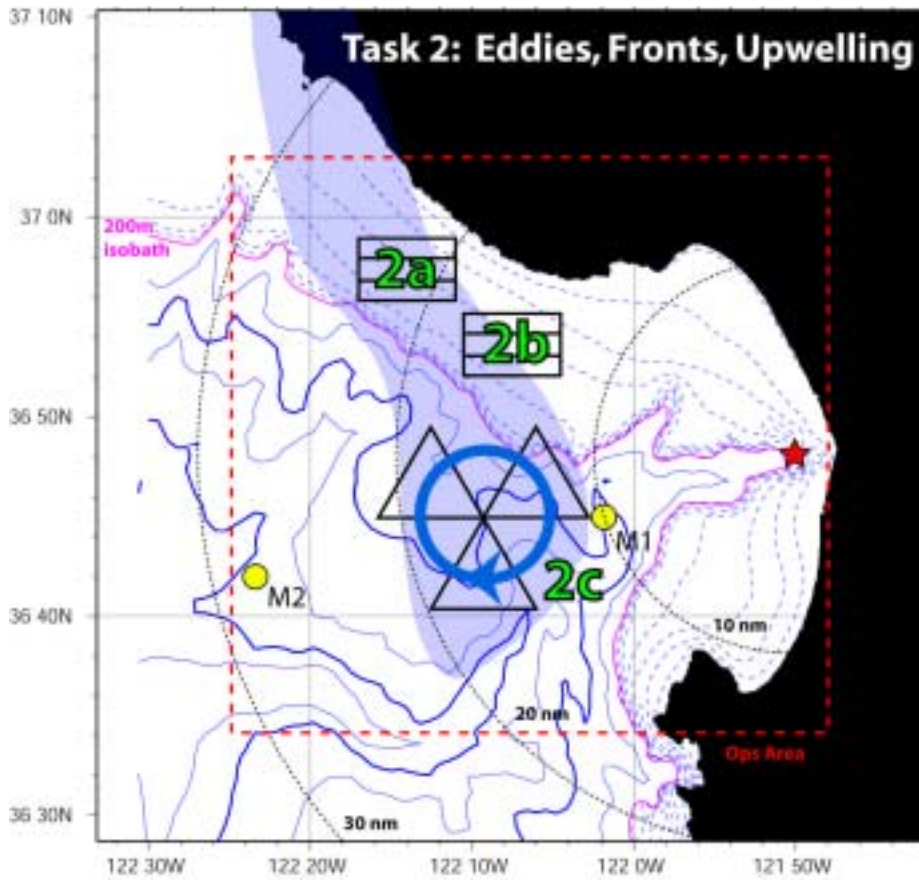 37 10N
Task 2: Eddies, Fronts, Upwelling
37 0N
200m
isobath
2a
2b
36 50N
M1
2c
M2
36 40N
10 nm
20 nm
Ops Area
36 30N
30 nm
122 30W
122 20W
122 10W
122 0W
121 50W